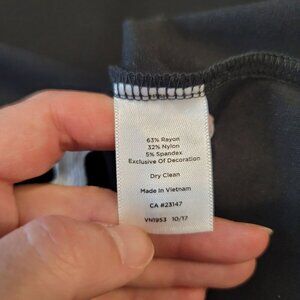 63% Rayon
32% Nylon
5% Spandex
Exclusive Of Decoration
Dry Clean
Made In Vietnam
CA #23147
VN1953 10/17